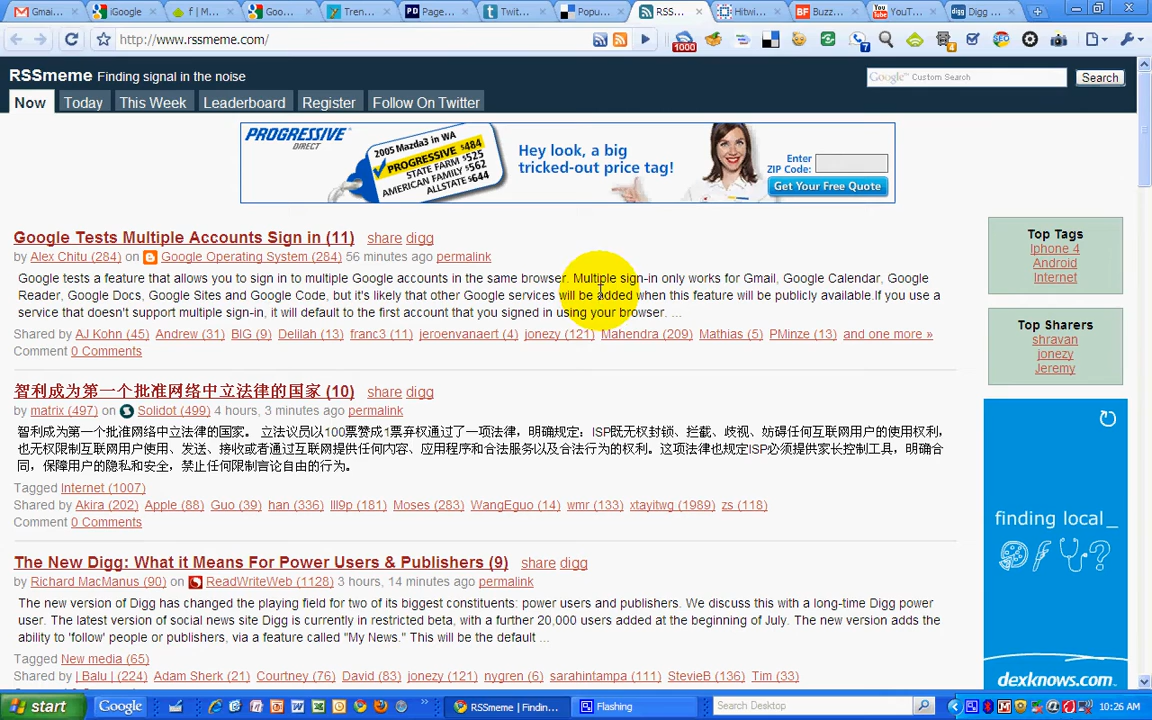 Gmai...
iGoogle
f | M...
Goo...
Tren...
Page...
Twit...
Popu...
RSS...
Hitwi...
Buzz...
YouT...
Digg ...
http://www.rssmeme.com/
1000
7
4
SEO
RSSmeme Finding signal in the noise
Google™ Custom Search
Search
Now
Today
This Week
Leaderboard
Register
Follow On Twitter
PROGRESSIVE
DIRECT
2005 Mazda3 in WA
PROGRESSIVE $484
STATE FARM $525
AMERICAN FAMILY $562
ALLSTATE $644
Hey look, a big
tricked-out price tag!
Enter
ZIP Code:
Get Your Free Quote
Google Tests Multiple Accounts Sign in (11) share digg
by Alex Chitu (284) on Google Operating System (284) 56 minutes ago permalink
Google tests a feature that allows you to sign in to multiple Google accounts in the same browser. Multiple sign-in only works for Gmail, Google Calendar, Google
Reader, Google Docs, Google Sites and Google Code, but it's likely that other Google services will be added when this feature will be publicly available.If you use a
service that doesn't support multiple sign-in, it will default to the first account that you signed in using your browser. ...
Shared by AJ Kohn (45) Andrew (31) BIG (9) Delilah (13) franc3 (11) jeroenvanaert (4) jonezy (121) Mahendra (209) Mathias (5) PMinze (13) and one more »
Comment 0 Comments
智利成为第一个批准网络中立法律的国家 (10) share digg
by matrix (497) on Solidot (499) 4 hours, 3 minutes ago permalink
智利成为第一个批准网络中立法律的国家。 立法议员以100票赞成1票弃权通过了一项法律，明确规定：ISP既无权封锁、拦截、歧视、妨碍任何互联网用户的使用权利，
也无权限制互联网用户使用、发送、接收或者通过互联网提供任何内容、应用程序和合法服务以及合法行为的权利。这项法律也规定ISP必须提供家长控制工具，明确合
同，保障用户的隐私和安全，禁止任何限制言论自由的行为。
Tagged Internet (1007)
Shared by Akira (202) Apple (88) Guo (39) han (336) Ill9p (181) Moses (283) WangEguo (14) wmr (133) xtayitwg (1989) zs (118)
Comment 0 Comments
The New Digg: What it Means For Power Users & Publishers (9) share digg
by Richard MacManus (90) on ReadWriteWeb (1128) 3 hours, 14 minutes ago permalink
The new version of Digg has changed the playing field for two of its biggest constituents: power users and publishers. We discuss this with a long-time Digg power
user. The latest version of social news site Digg is currently in restricted beta, with a further 20,000 users added at the beginning of July. The new version adds the
ability to 'follow' people or publishers, via a feature called "My News." This will be the default ...
Tagged New media (65)
Shared by | Balu | (224) Adam Sherk (21) Courtney (76) David (83) jonezy (121) nygren (6) sarahintampa (111) StevieB (136) Tim (33)
Top Tags
Iphone 4
Android
Internet
Top Sharers
shravan
jonezy
Jeremy
finding local_
dexknows.com
start
Google
RSSmeme | Findin...
Flashing
Search Desktop
10:26 AM